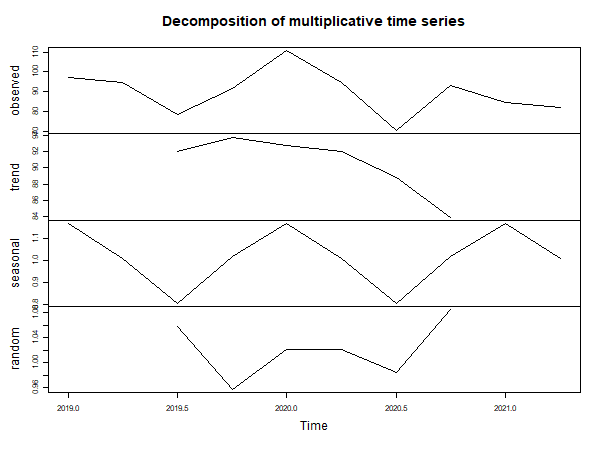 Decomposition of multiplicative time series
observed
70 80 90 100 110
trend
84 86 88 90 92 94
seasonal
0.8 0.9 1.0 1.1
random
0.96 1.00 1.04 1.08
2019.0 2019.5 2020.0 2020.5 2021.0
Time